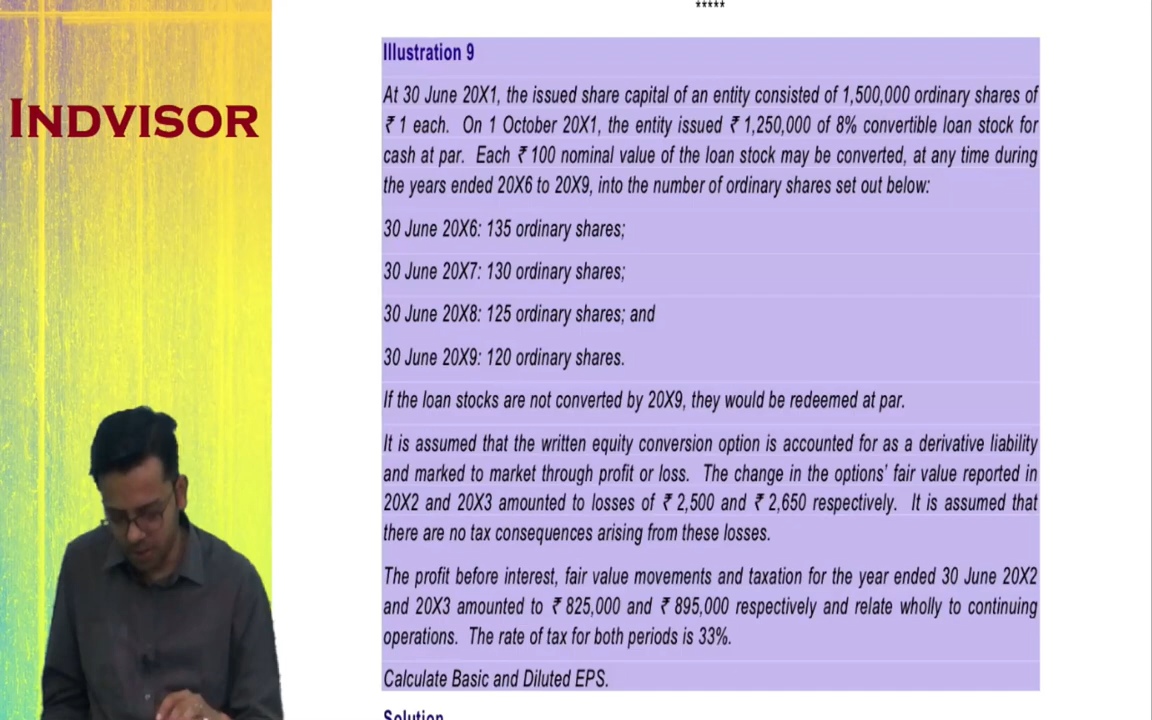 *****
INDVISOR
Illustration 9
At 30 June 20X1, the issued share capital of an entity consisted of 1,500,000 ordinary shares of
₹ 1 each. On 1 October 20X1, the entity issued ₹ 1,250,000 of 8% convertible loan stock for
cash at par. Each ₹ 100 nominal value of the loan stock may be converted, at any time during
the years ended 20X6 to 20X9, into the number of ordinary shares set out below:
30 June 20X6: 135 ordinary shares;
30 June 20X7: 130 ordinary shares;
30 June 20X8: 125 ordinary shares; and
30 June 20X9: 120 ordinary shares.
If the loan stocks are not converted by 20X9, they would be redeemed at par.
It is assumed that the written equity conversion option is accounted for as a derivative liability
and marked to market through profit or loss. The change in the options' fair value reported in
20X2 and 20X3 amounted to losses of ₹ 2,500 and ₹ 2,650 respectively. It is assumed that
there are no tax consequences arising from these losses.
The profit before interest, fair value movements and taxation for the year ended 30 June 20X2
and 20X3 amounted to ₹ 825,000 and ₹ 895,000 respectively and relate wholly to continuing
operations. The rate of tax for both periods is 33%.
Calculate Basic and Diluted EPS.
Solution